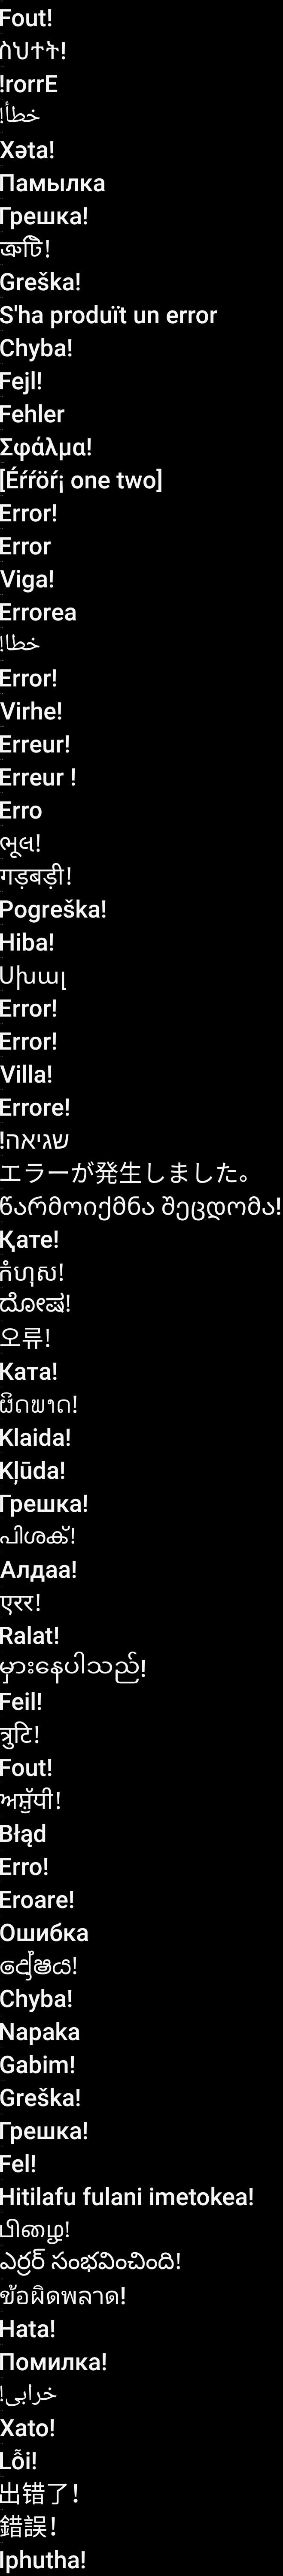 Fout!
ስህተት!
!rorrE
خطأ!
Xəta!
Памылка
Грешка!
ত্রুটি!
Greška!
S'ha produït un error
Chyba!
Fejl!
Fehler
Σφάλμα!
[Éŕŕöŕ¡ one two]
Error!
Error
Viga!
Errorea
خطا!
Error!
Virhe!
Erreur!
Erreur !
Erro
ભૂલ!
गड़बड़ी!
Pogreška!
Hiba!
Սխալ
Error!
Error!
Villa!
Errore!
שגיאה!
エラーが発生しました。
წარმოიქმნა შეცდომა!
Қате!
កំហុស!
ದೋಷ!
오류!
Ката!
ຜິດພາດ!
Klaida!
Kļūda!
Грешка!
പിശക്!
Алдаа!
एरर!
Ralat!
မှားနေပါသည်!
Feil!
त्रुटि!
Fout!
ਅਸ਼ੁੱਧੀ!
Błąd
Erro!
Eroare!
Ошибка
දෝෂය!
Chyba!
Napaka
Gabim!
Greška!
Грешка!
Fel!
Hitilafu fulani imetokea!
பிழை!
ఎర్రర్ సంభవించింది!
ข้อผิดพลาด!
Hata!
Помилка!
خرابی!
Xato!
Lỗi!
出错了！
錯誤！
Iphutha!